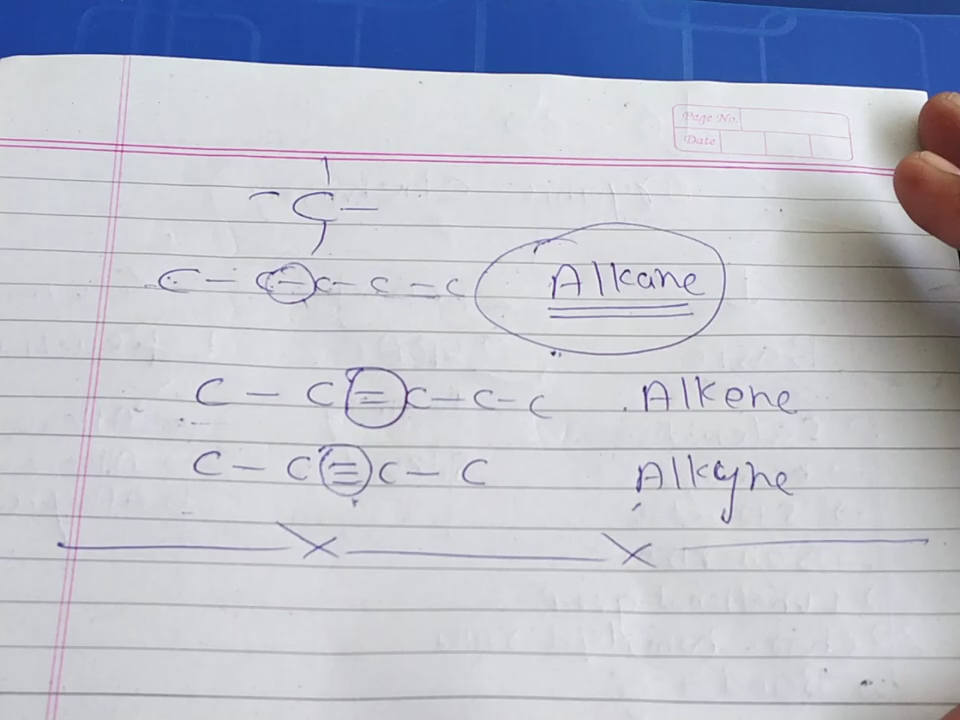 Page No.
Date
- C -
C - C - C - C - C Alkane
C - C = C - C - C Alkene
C - C ≡ C - C Alkyne